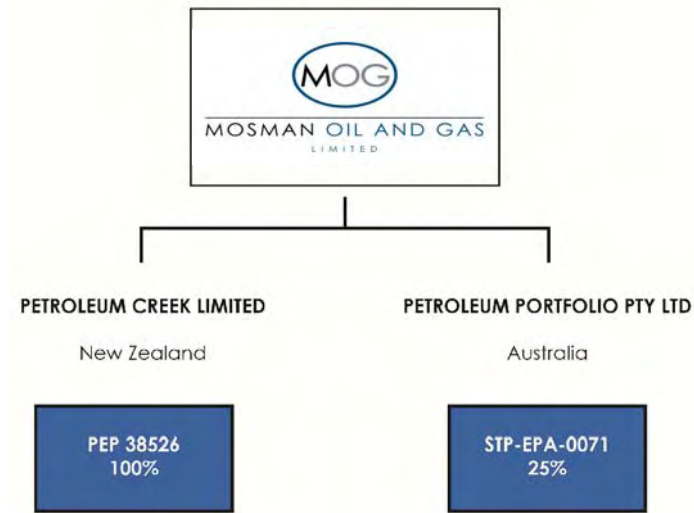 MOG
MOSMAN OIL AND GAS
LIMITED
PETROLEUM CREEK LIMITED
New Zealand
PEP 38526
100%
PETROLEUM PORTFOLIO PTY LTD
Australia
STP-EPA-0071
25%